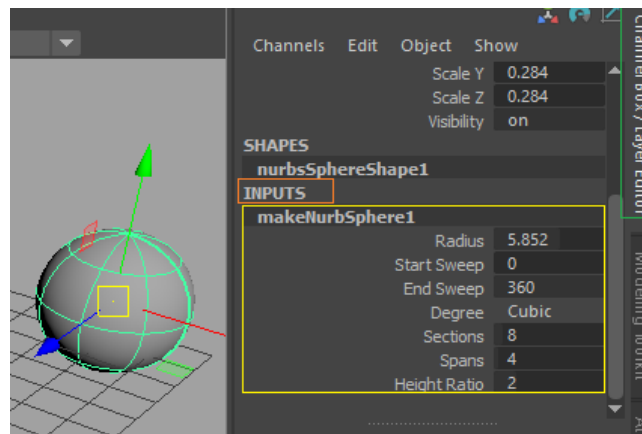 Channels Edit Object Show
Scale Y 0.284
Scale Z 0.284
Visibility on
SHAPES
nurbsSphereShape1
INPUTS
makeNurbSphere1
Radius 5.852
Start Sweep 0
End Sweep 360
Degree Cubic
Sections 8
Spans 4
Height Ratio 2
Channel Box / Layer Editor
Modeling Toolkit